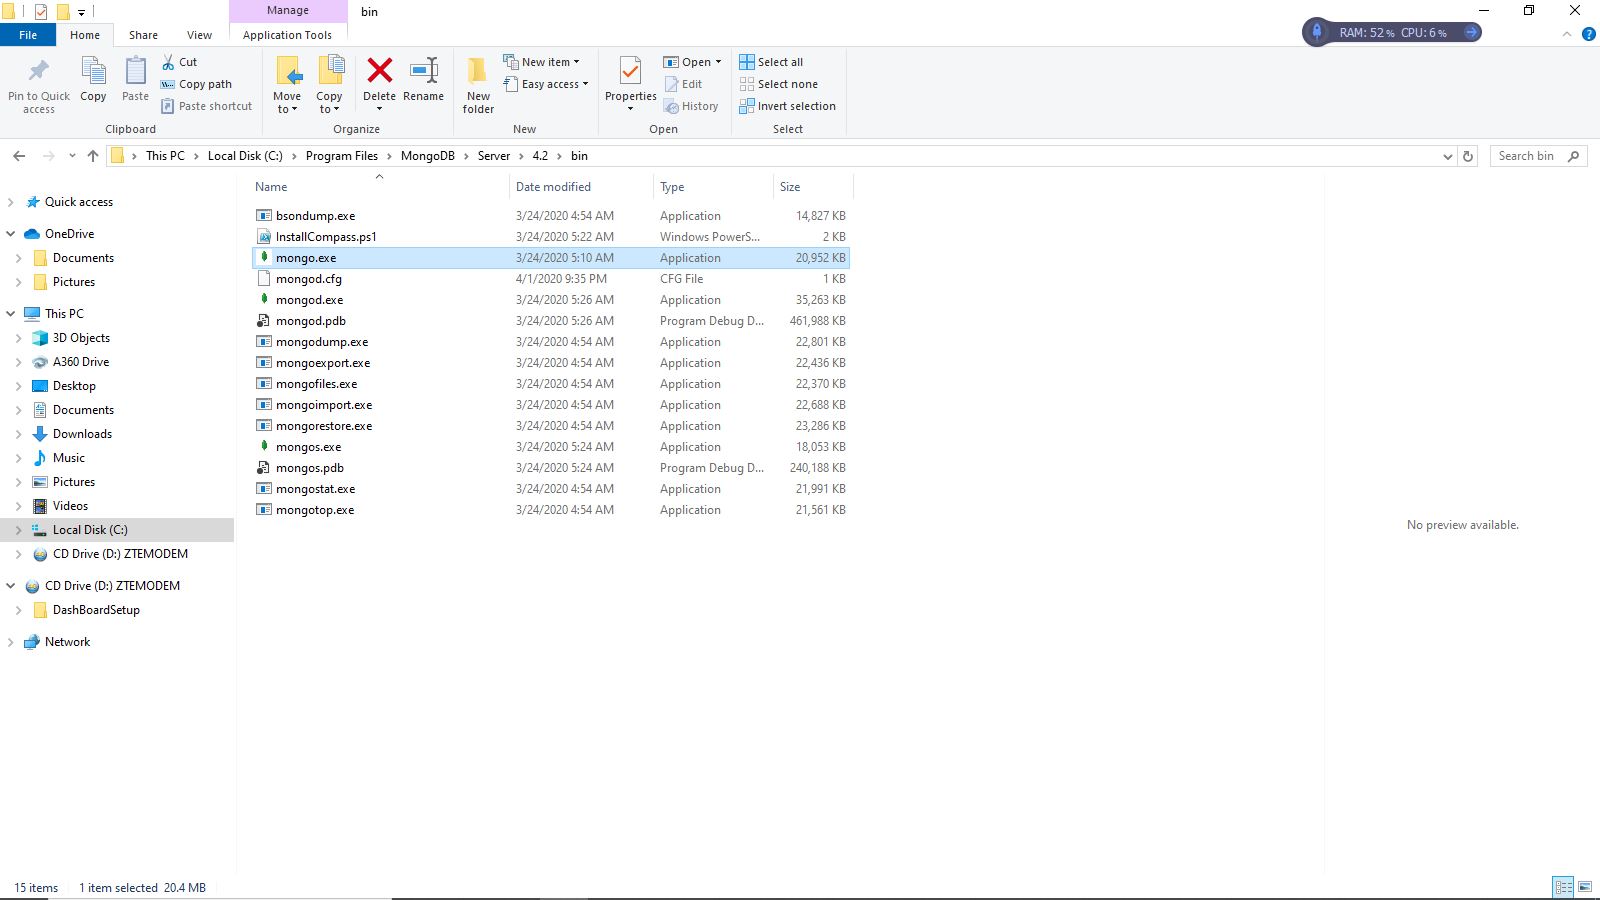 Manage
bin
File
Home
Share
View
Application Tools
RAM: 52 % CPU: 6 %
Pin to Quick access
Copy
Paste
Cut
Copy path
Paste shortcut
Clipboard
Move to
Copy to
Delete
Rename
Organize
New folder
New item
Easy access
New
Properties
Open
Edit
History
Open
Select all
Select none
Invert selection
Select
This PC > Local Disk (C:) > Program Files > MongoDB > Server > 4.2 > bin
Search bin
Quick access
OneDrive
Documents
Pictures
This PC
3D Objects
A360 Drive
Desktop
Documents
Downloads
Music
Pictures
Videos
Local Disk (C:)
CD Drive (D:) ZTEMODEM
CD Drive (D:) ZTEMODEM
DashBoardSetup
Network
Name Date modified Type Size
bsondump.exe 3/24/2020 4:54 AM Application 14,827 KB
InstallCompass.ps1 3/24/2020 5:22 AM Windows PowerS... 2 KB
mongo.exe 3/24/2020 5:10 AM Application 20,952 KB
mongod.cfg 4/1/2020 9:35 PM CFG File 1 KB
mongod.exe 3/24/2020 5:26 AM Application 35,263 KB
mongod.pdb 3/24/2020 5:26 AM Program Debug D... 461,988 KB
mongodump.exe 3/24/2020 4:54 AM Application 22,801 KB
mongoexport.exe 3/24/2020 4:54 AM Application 22,436 KB
mongofiles.exe 3/24/2020 4:54 AM Application 22,370 KB
mongoimport.exe 3/24/2020 4:54 AM Application 22,688 KB
mongorestore.exe 3/24/2020 4:54 AM Application 23,286 KB
mongos.exe 3/24/2020 5:24 AM Application 18,053 KB
mongos.pdb 3/24/2020 5:24 AM Program Debug D... 240,188 KB
mongostat.exe 3/24/2020 4:54 AM Application 21,991 KB
mongotop.exe 3/24/2020 4:54 AM Application 21,561 KB
No preview available.
15 items 1 item selected 20.4 MB